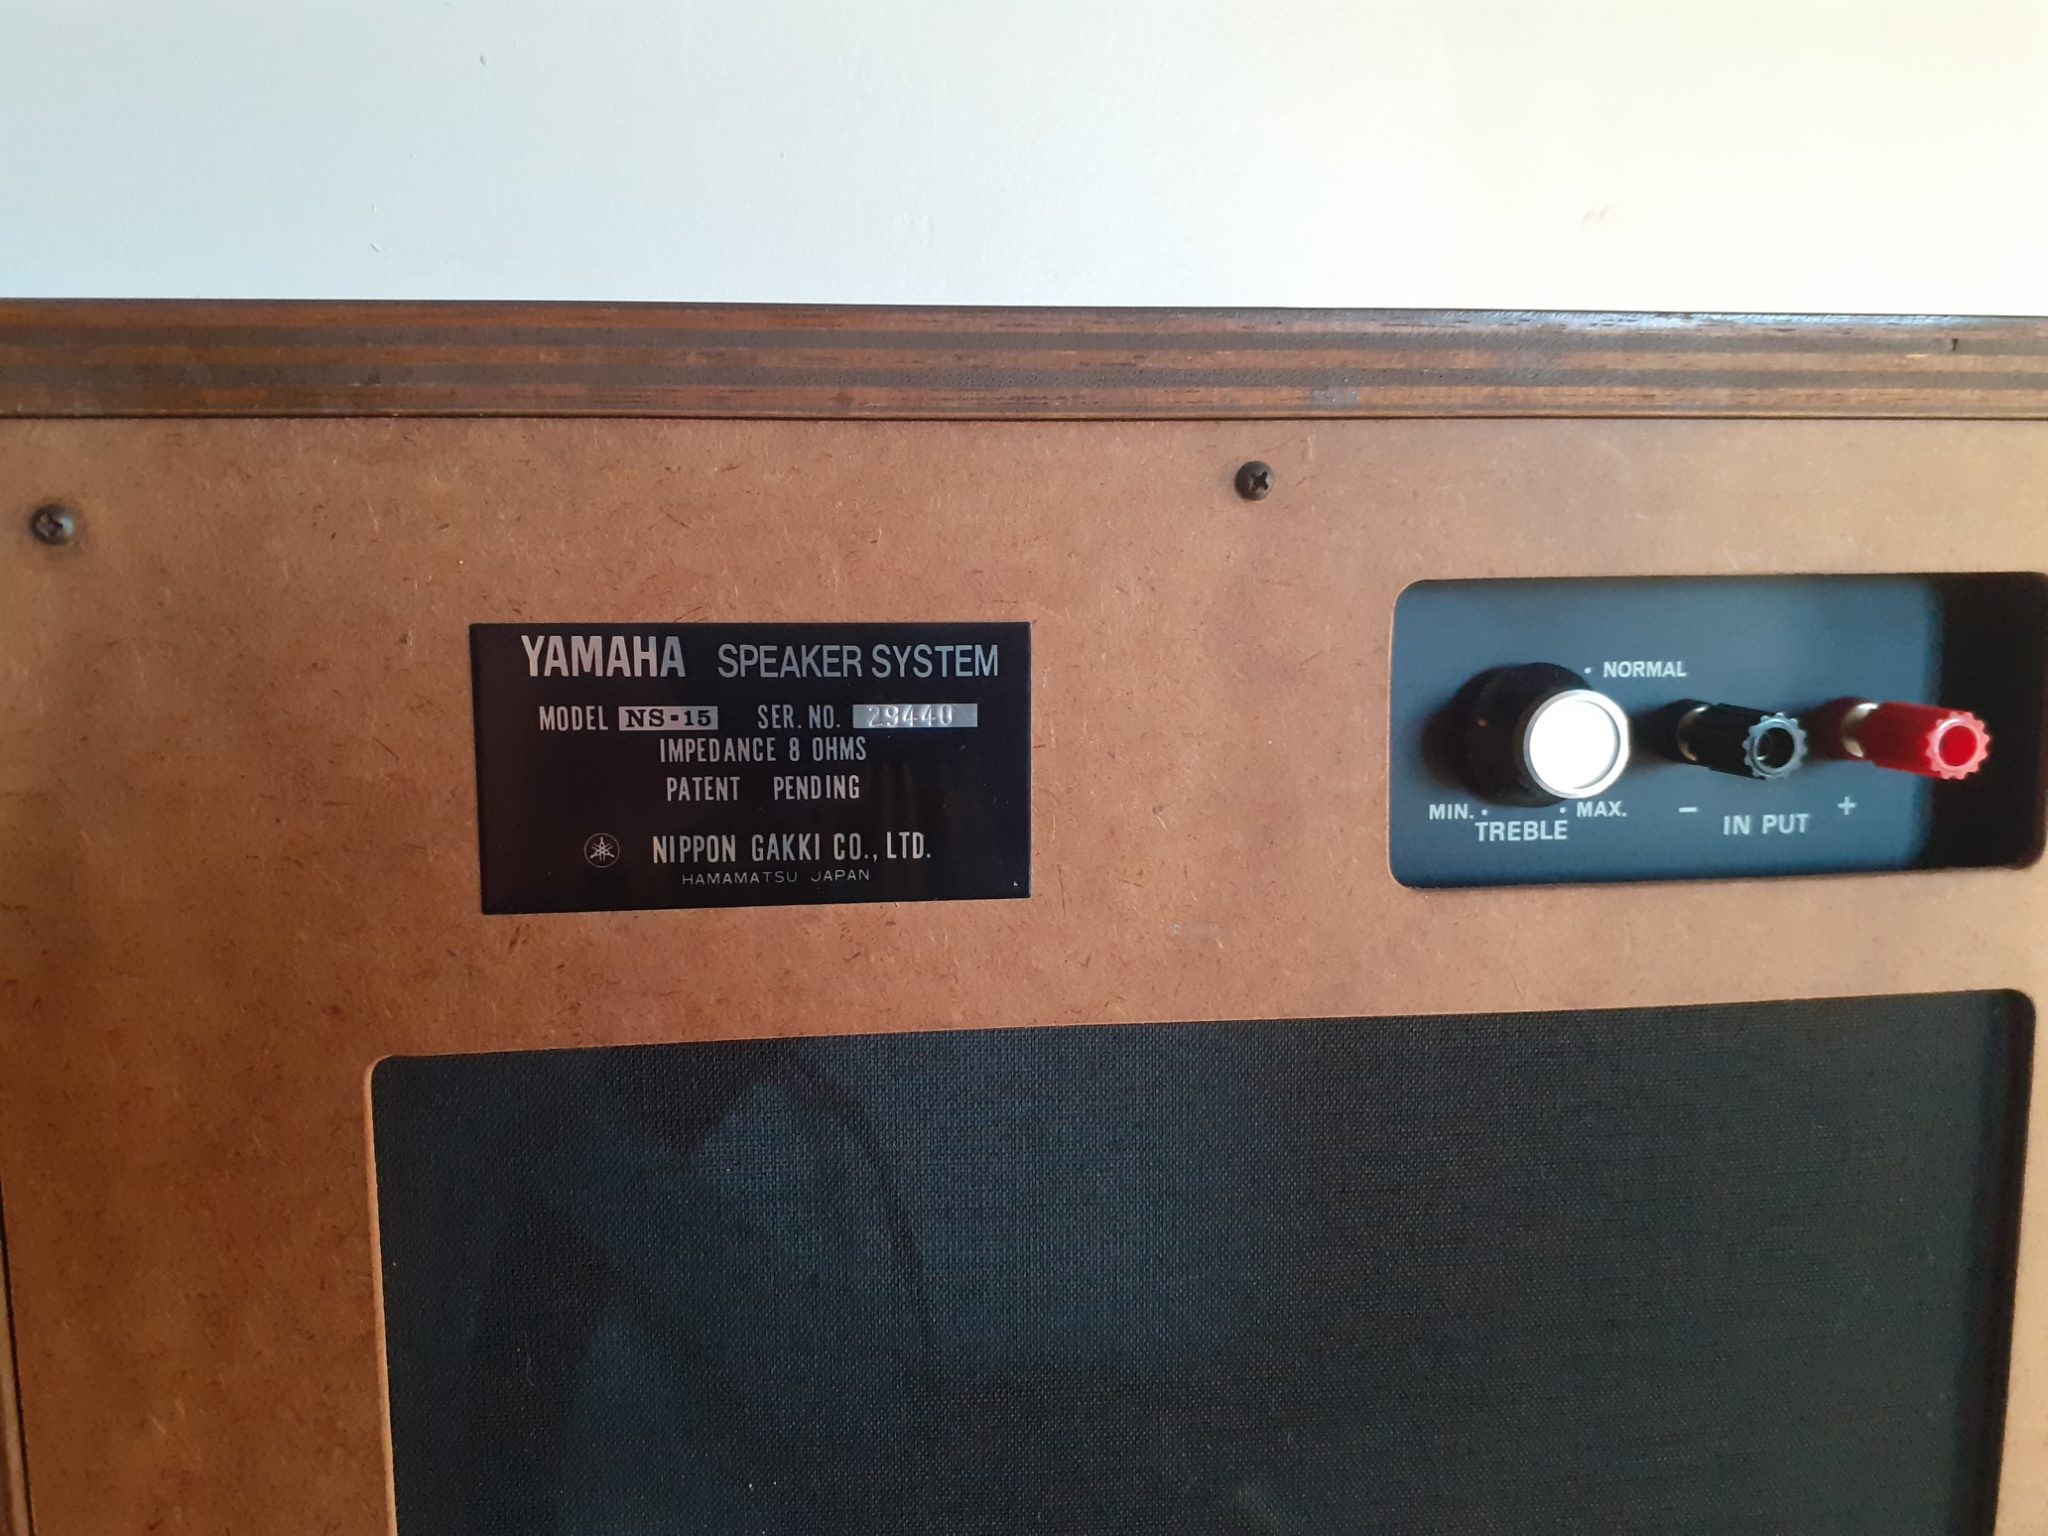 YAMAHA SPEAKER SYSTEM
MODEL NS-15 SER. NO. 29440
IMPEDANCE 8 OHMS
PATENT PENDING
NIPPON GAKKI CO., LTD.
HAMAMATSU JAPAN
NORMAL
MIN. MAX.
TREBLE
- IN PUT +